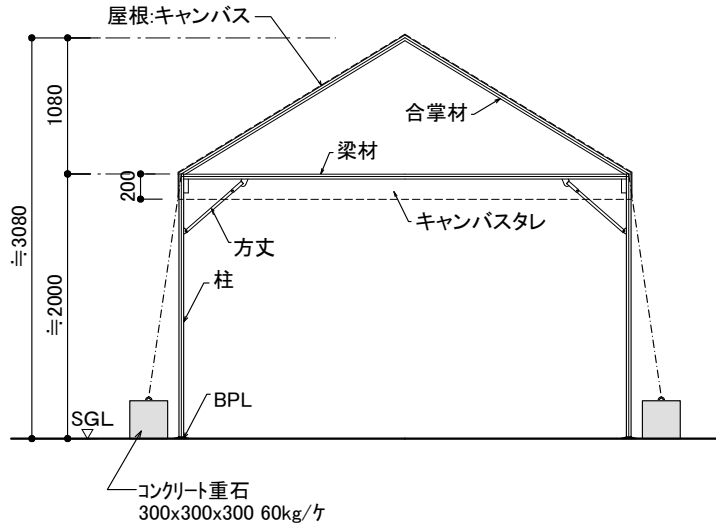 屋根:キャンバス
1080
合掌材
梁材
200
キャンバスタレ
≒3080
方丈
≒2000
柱
BPL
SGL
コンクリート重石
300x300x300 60kg/ケ